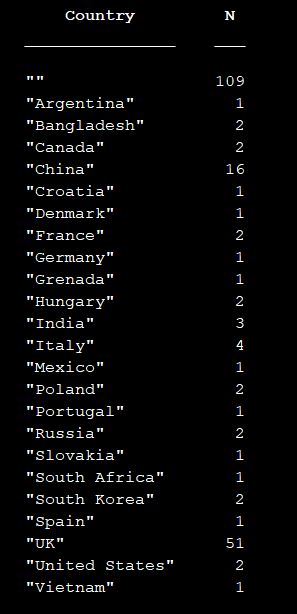 Country N
"" 109
"Argentina" 1
"Bangladesh" 2
"Canada" 2
"China" 16
"Croatia" 1
"Denmark" 1
"France" 2
"Germany" 1
"Grenada" 1
"Hungary" 2
"India" 3
"Italy" 4
"Mexico" 1
"Poland" 2
"Portugal" 1
"Russia" 2
"Slovakia" 1
"South Africa" 1
"South Korea" 2
"Spain" 1
"UK" 51
"United States" 2
"Vietnam" 1